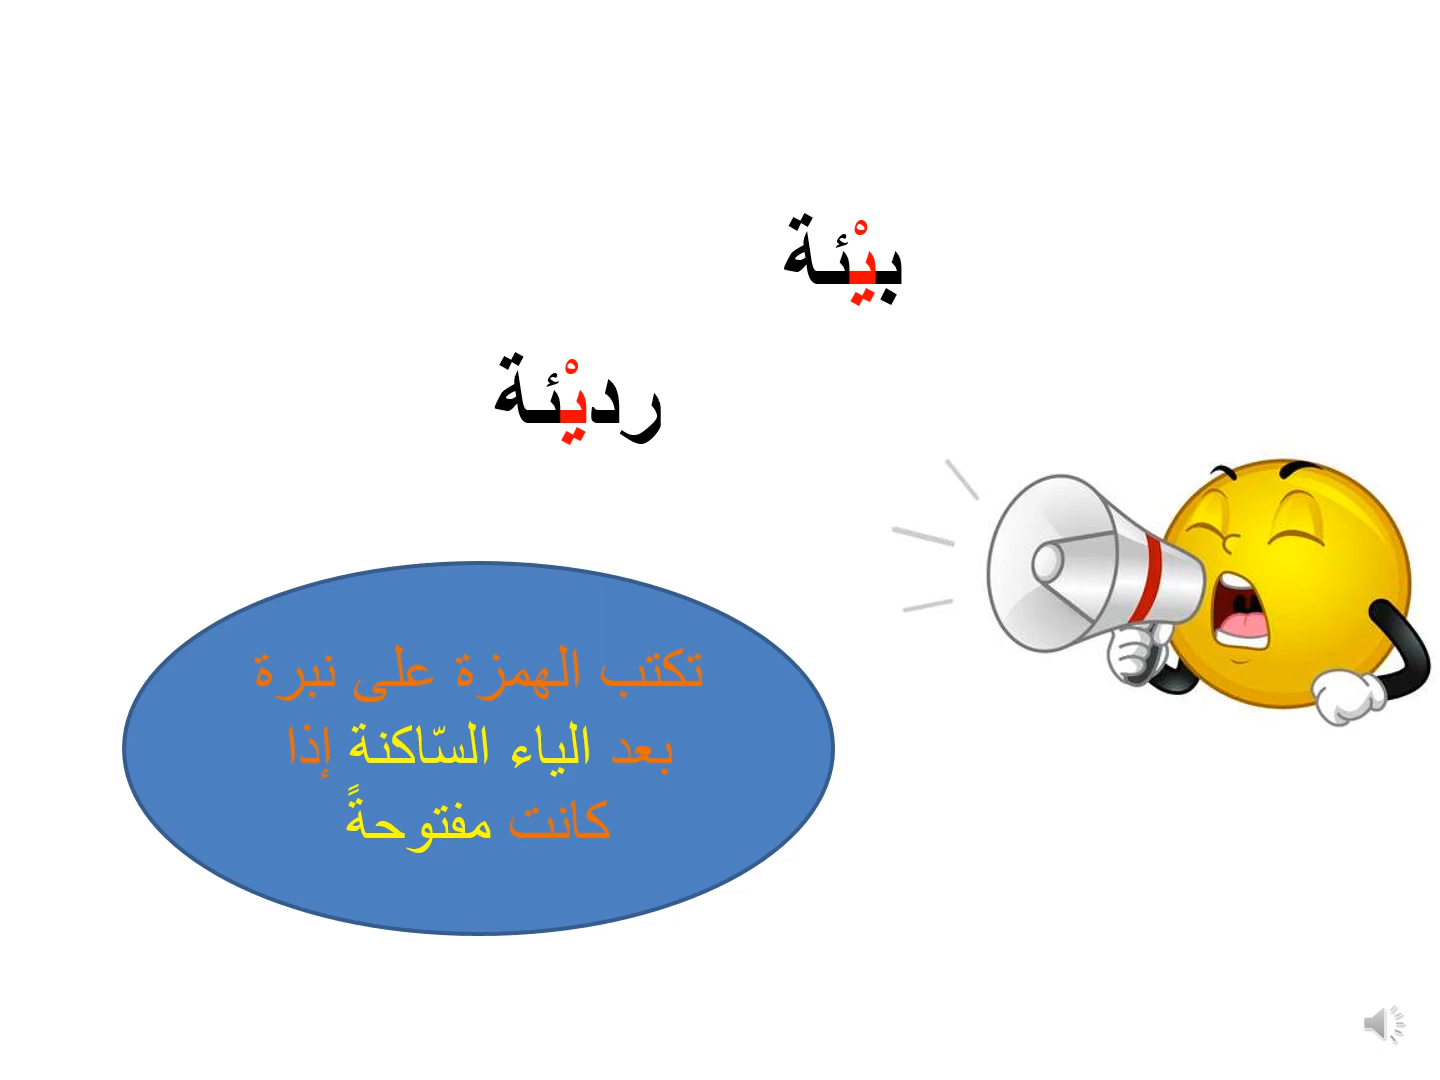 بيْئة
رديْئة
تكتب الهمزة على نبرة
بعد الياء السّاكنة إذا
كانت مفتوحةً